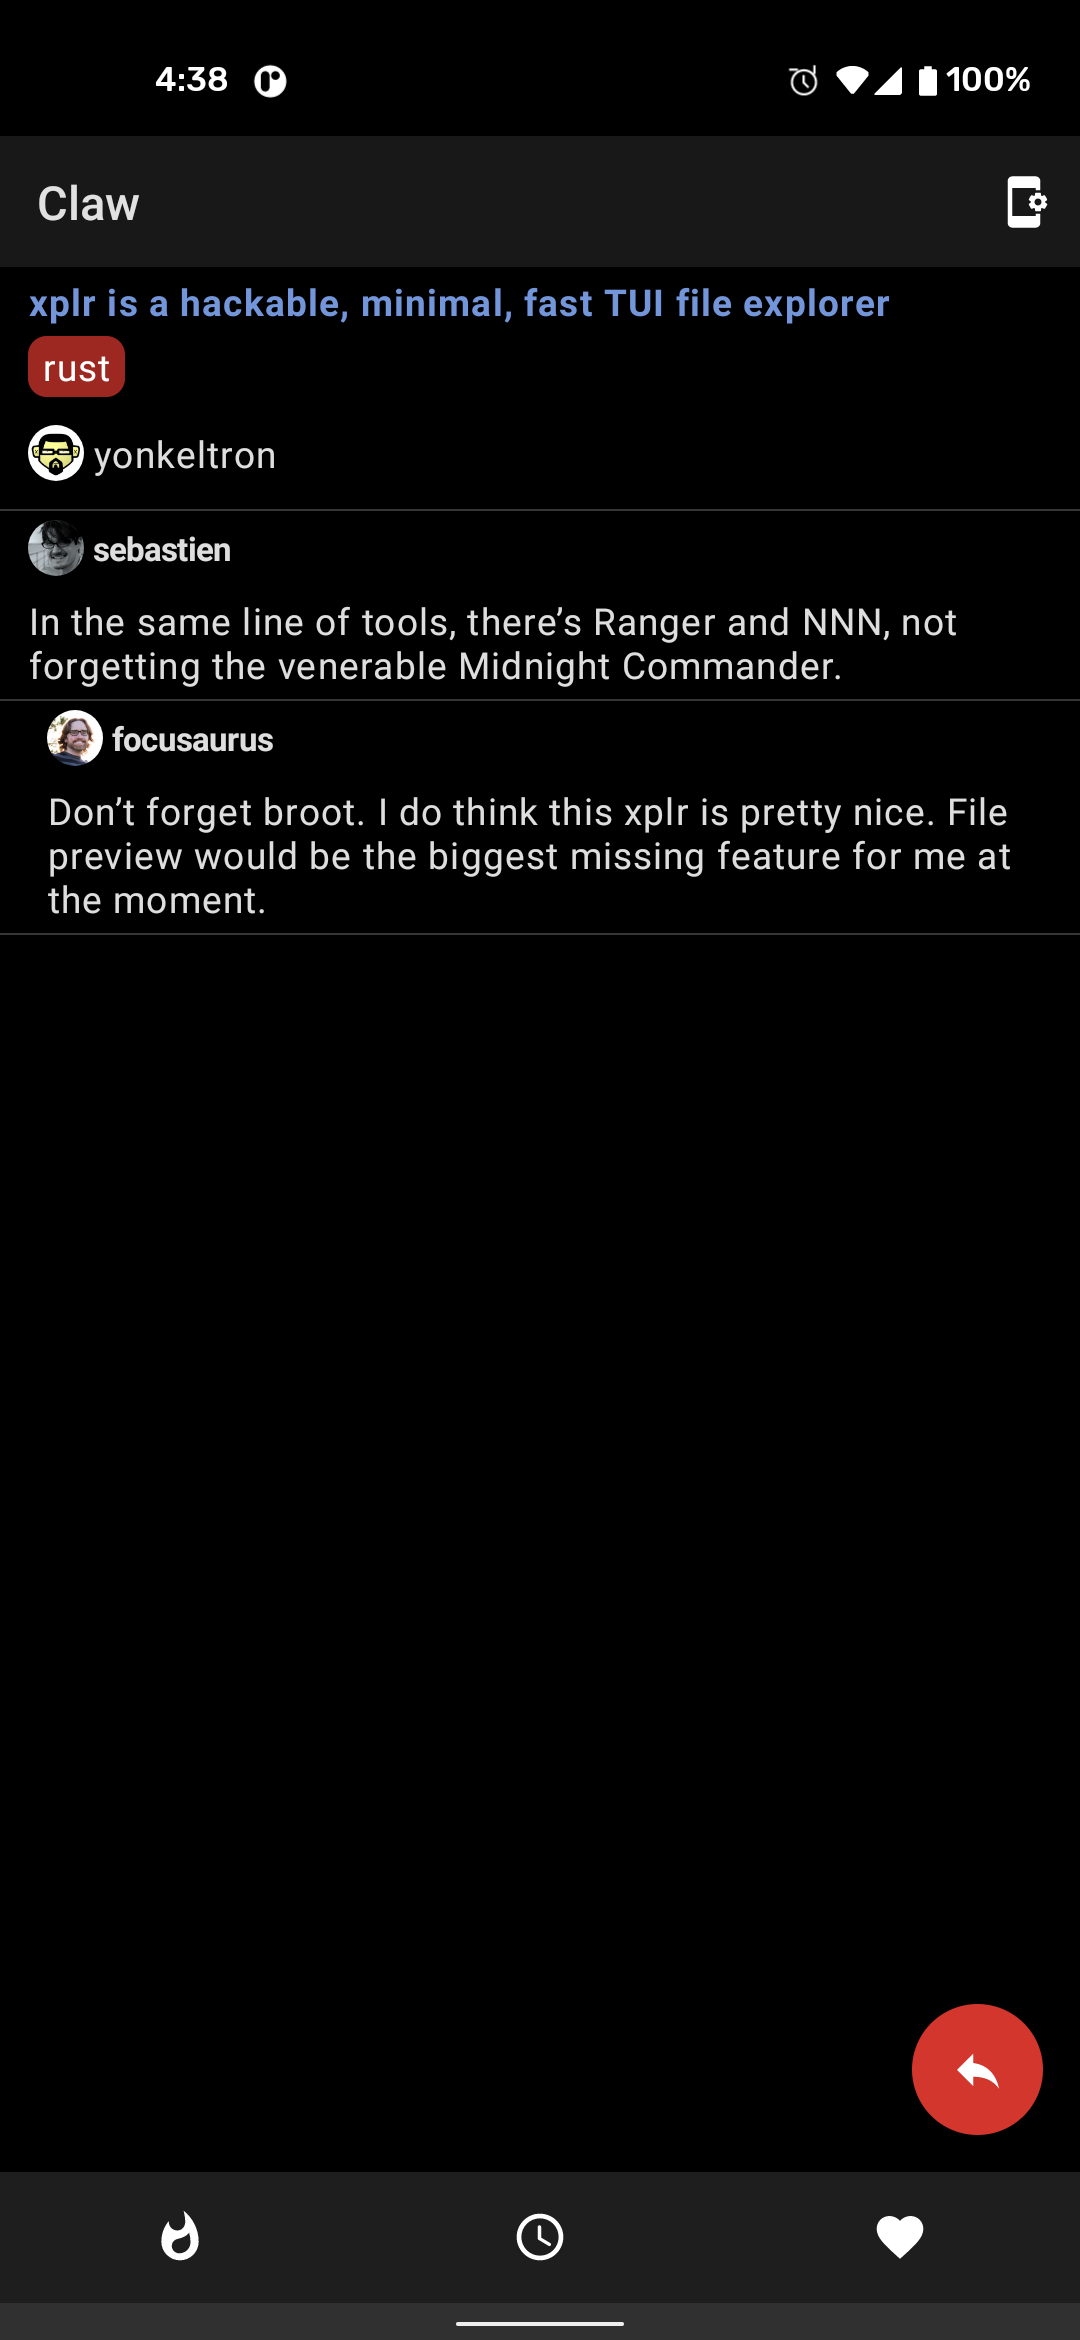 4:38
100%
Claw
xplr is a hackable, minimal, fast TUI file explorer
rust
yonkeltron
sebastien
In the same line of tools, there’s Ranger and NNN, not
forgetting the venerable Midnight Commander.
focusaurus
Don’t forget broot. I do think this xplr is pretty nice. File
preview would be the biggest missing feature for me at
the moment.